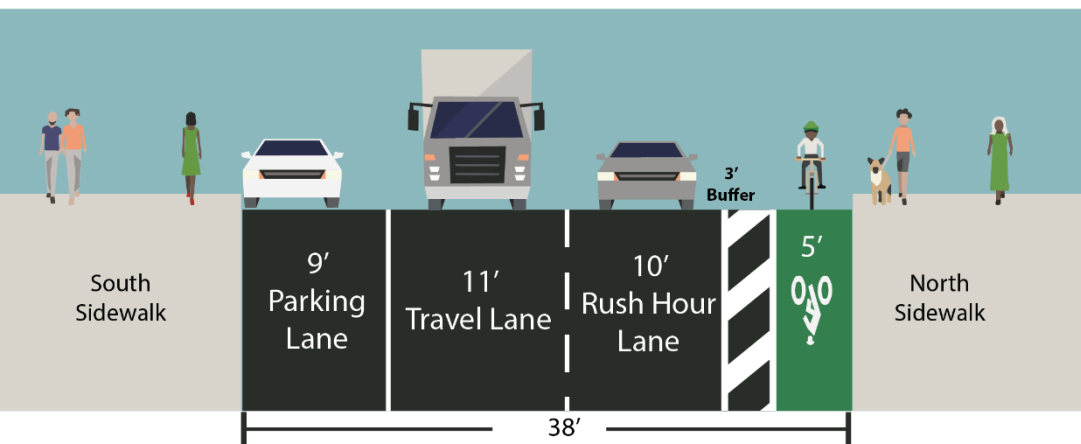 South
Sidewalk
9’
Parking
Lane
11’
Travel Lane
10’
Rush Hour
Lane
3’
Buffer
5’
North
Sidewalk
38’